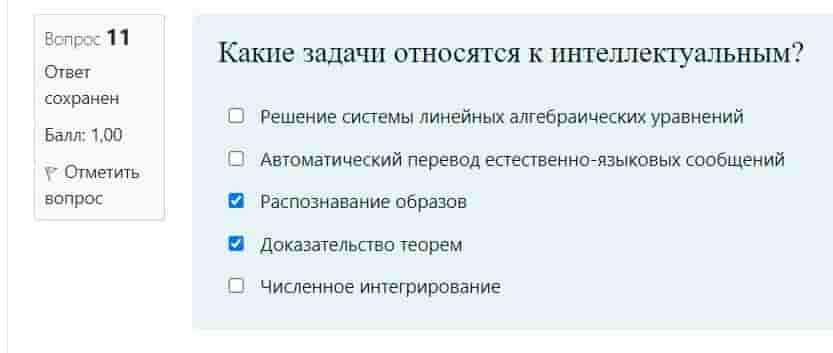 Вопрос 11
Ответ
сохранен
Балл: 1,00
Отметить
вопрос
Какие задачи относятся к интеллектуальным?
Решение системы линейных алгебраических уравнений
Автоматический перевод естественно-языковых сообщений
Распознавание образов
Доказательство теорем
Численное интегрирование